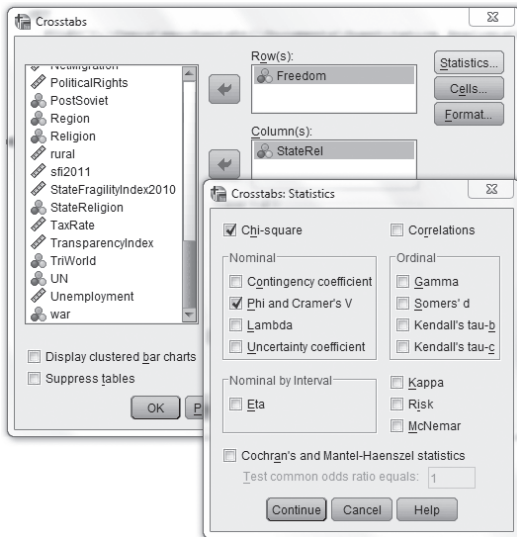 Crosstabs
NetMigration
PoliticalRights
PostSoviet
Region
Religion
rural
sfi2011
StateFragilityIndex2010
StateReligion
TaxRate
TransparencyIndex
TriWorld
UN
Unemployment
war
Row(s):
Freedom
Column(s):
StateRel
Statistics...
Cells...
Format...
Display clustered bar charts
Suppress tables
OK
Crosstabs: Statistics
Chi-square
Correlations
Nominal
Contingency coefficient
Phi and Cramer's V
Lambda
Uncertainty coefficient
Ordinal
Gamma
Somers' d
Kendall's tau-b
Kendall's tau-c
Nominal by Interval
Eta
Kappa
Risk
McNemar
Cochran's and Mantel-Haenszel statistics
Test common odds ratio equals: 1
Continue Cancel Help